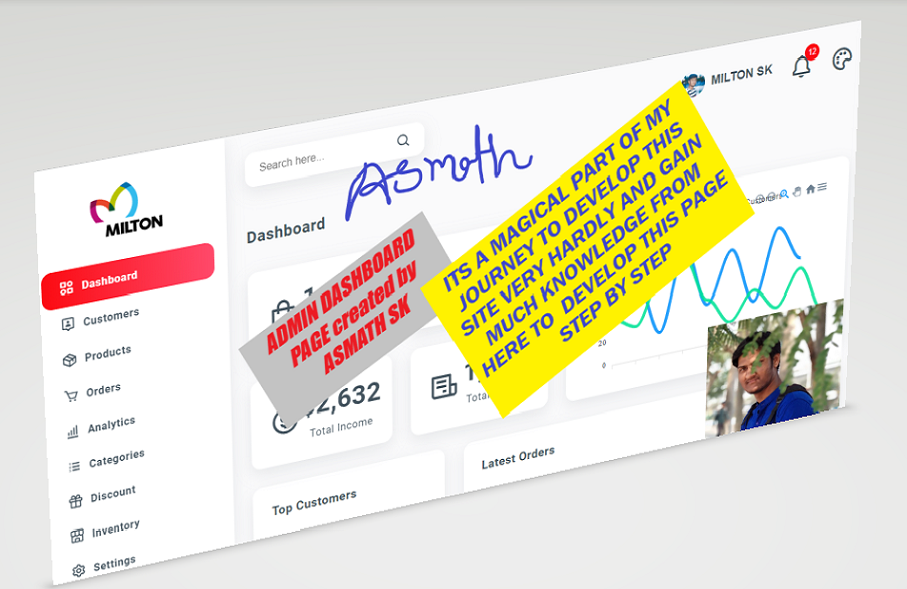 MILTON SK
12
Search here...
Asmath
MILTON
Dashboard
Dashboard
Customers
Products
Orders
Analytics
Categories
Discount
Inventory
Settings
ADMIN DASHBOARD
PAGE created by
ASMATH SK
ITS A MAGICAL PART OF MY
JOURNEY TO DEVELOP THIS
SITE VERY HARDLY AND GAIN
MUCH KNOWLEDGE FROM
HERE TO DEVELOP THIS PAGE
STEP BY STEP
20
0
2,632
Total Income
Total
Top Customers
Latest Orders